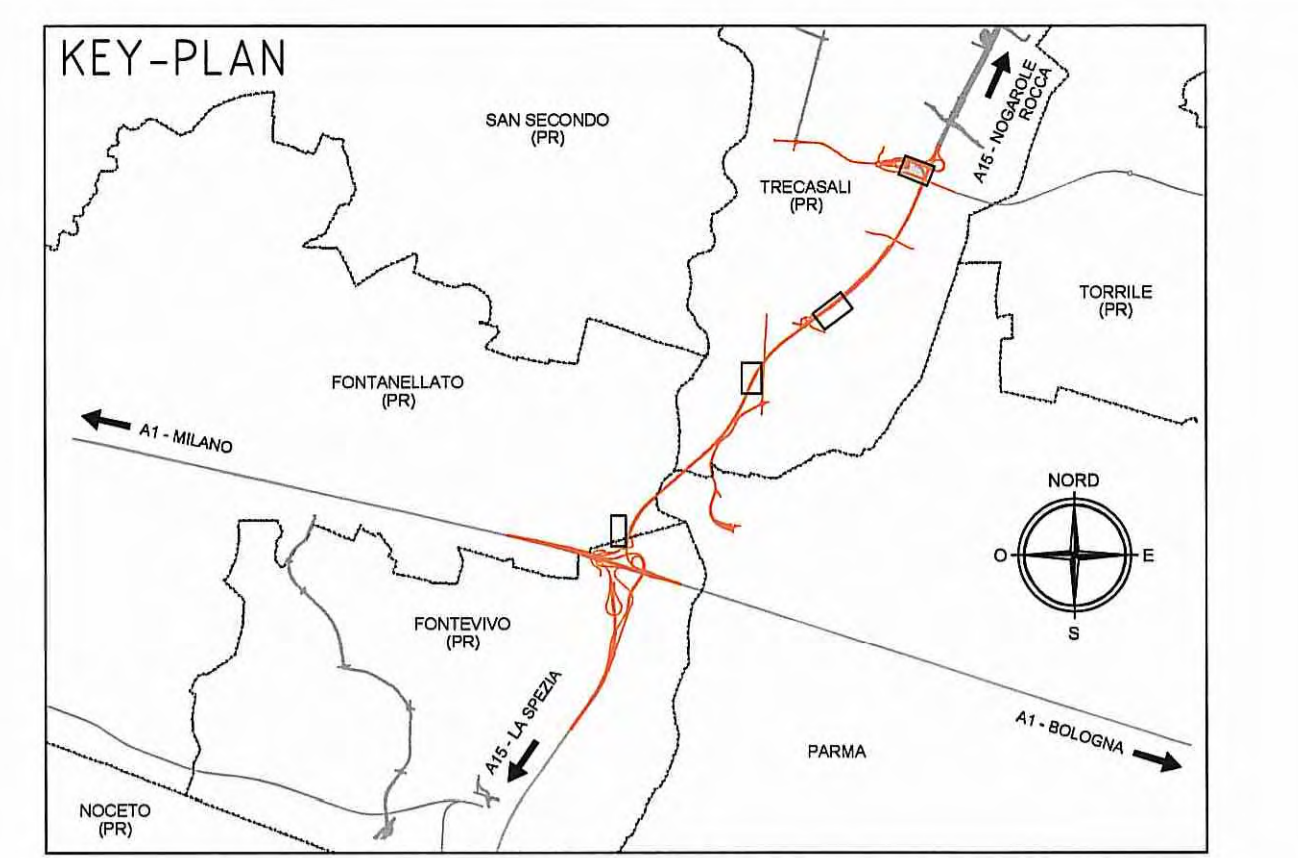 KEY-PLAN
SAN SECONDO
(PR)
A15 - NOGAROLE
ROCCA
TRECASALI
(PR)
TORRILE
(PR)
FONTANELLATO
(PR)
A1 - MILANO
NORD
O
E
S
FONTEVIVO
(PR)
A15 - LA SPEZIA
A1 - BOLOGNA
PARMA
NOCETO
(PR)